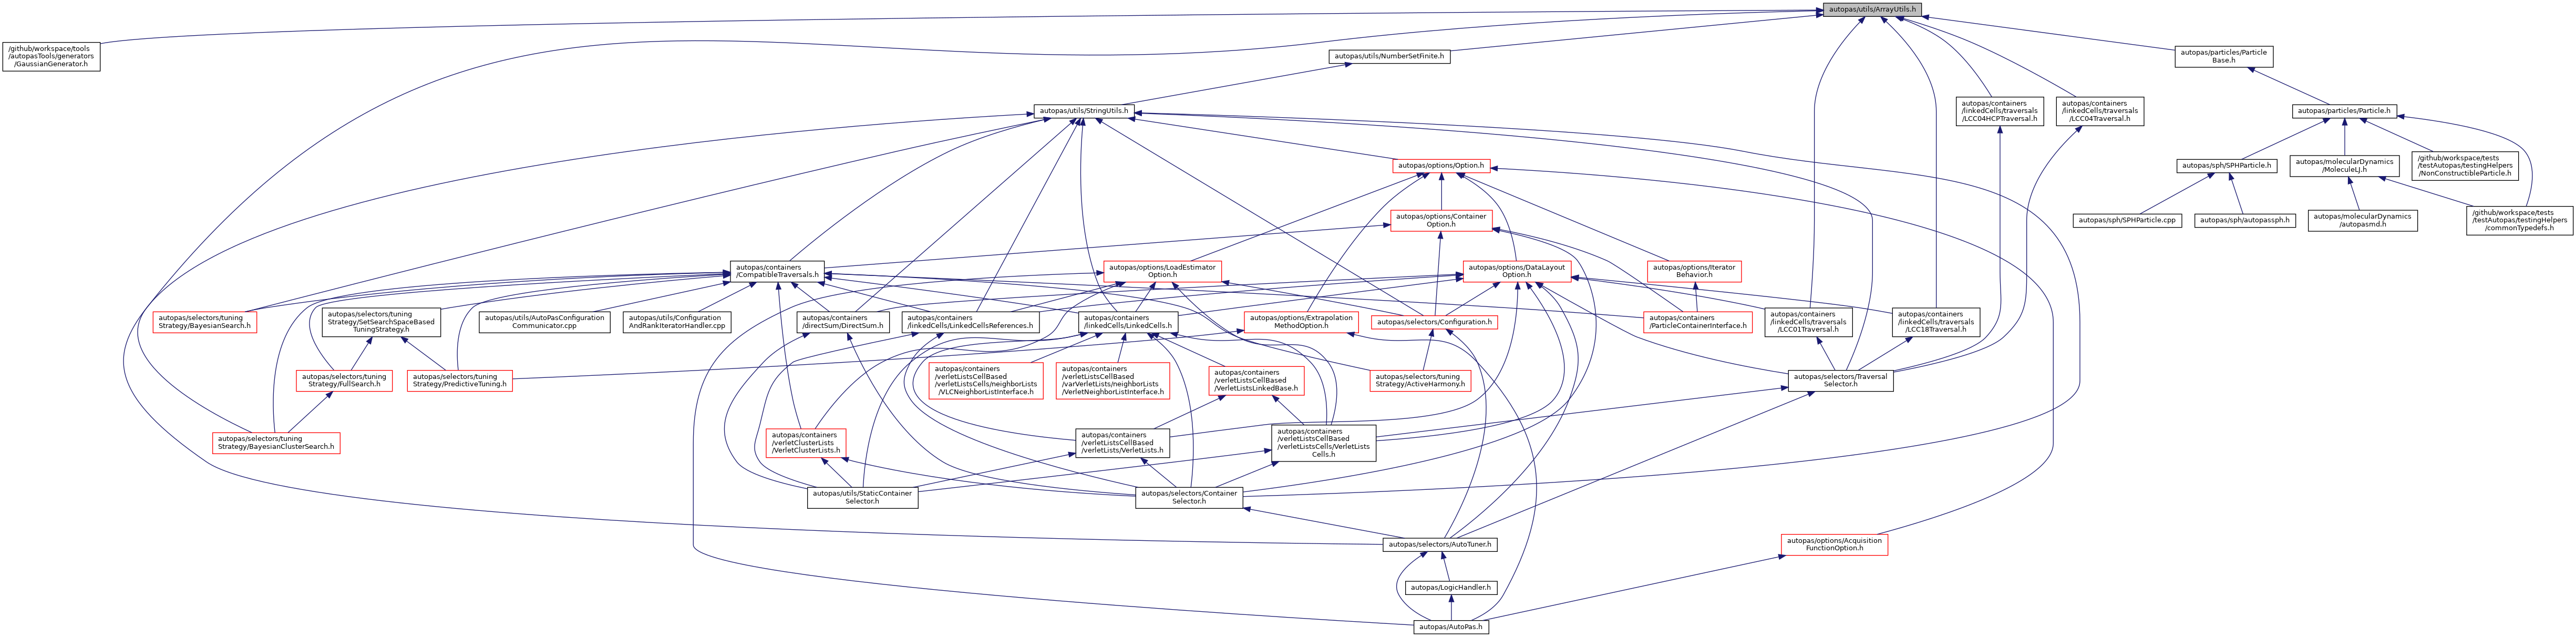 autopas/utils/ArrayUtils.h
/github/workspace/tools
/autopasTools/generators
/GaussianGenerator.h
autopas/utils/NumberSetFinite.h
autopas/particles/Particle
Base.h
autopas/utils/StringUtils.h
autopas/containers
/linkedCells/traversals
/LCC04HCPTraversal.h
autopas/containers
/linkedCells/traversals
/LCC04Traversal.h
autopas/particles/Particle.h
autopas/options/Option.h
autopas/sph/SPHParticle.h
autopas/molecularDynamics
/MoleculeLJ.h
/github/workspace/tests
/testAutopas/testingHelpers
/NonConstructibleParticle.h
autopas/options/Container
Option.h
autopas/sph/SPHParticle.cpp
autopas/sph/autopassph.h
autopas/molecularDynamics
/autopasmd.h
/github/workspace/tests
/testAutopas/testingHelpers
/commonTypedefs.h
autopas/containers
/CompatibleTraversals.h
autopas/options/LoadEstimator
Option.h
autopas/options/DataLayout
Option.h
autopas/options/Iterator
Behavior.h
autopas/selectors/tuning
Strategy/BayesianSearch.h
autopas/selectors/tuning
Strategy/SetSearchSpaceBased
TuningStrategy.h
autopas/utils/AutoPasConfiguration
Communicator.cpp
autopas/utils/Configuration
AndRankIteratorHandler.cpp
autopas/containers
/directSum/DirectSum.h
autopas/containers
/linkedCells/LinkedCellsReferences.h
autopas/containers
/linkedCells/LinkedCells.h
autopas/options/Extrapolation
MethodOption.h
autopas/selectors/Configuration.h
autopas/containers
/ParticleContainerInterface.h
autopas/containers
/linkedCells/traversals
/LCC01Traversal.h
autopas/containers
/linkedCells/traversals
/LCC18Traversal.h
autopas/selectors/tuning
Strategy/FullSearch.h
autopas/selectors/tuning
Strategy/PredictiveTuning.h
autopas/containers
/verletListsCellBased
/verletListsCells/neighborLists
/VLCNeighborListInterface.h
autopas/containers
/verletListsCellBased
/varVerletLists/neighborLists
/VerletNeighborListInterface.h
autopas/containers
/verletListsCellBased
/VerletListsLinkedBase.h
autopas/selectors/tuning
Strategy/ActiveHarmony.h
autopas/selectors/Traversal
Selector.h
autopas/selectors/tuning
Strategy/BayesianClusterSearch.h
autopas/containers
/verletClusterLists
/VerletClusterLists.h
autopas/containers
/verletListsCellBased
/verletLists/VerletLists.h
autopas/containers
/verletListsCellBased
/verletListsCells/VerletLists
Cells.h
autopas/utils/StaticContainer
Selector.h
autopas/selectors/Container
Selector.h
autopas/selectors/AutoTuner.h
autopas/options/Acquisition
FunctionOption.h
autopas/LogicHandler.h
autopas/AutoPas.h